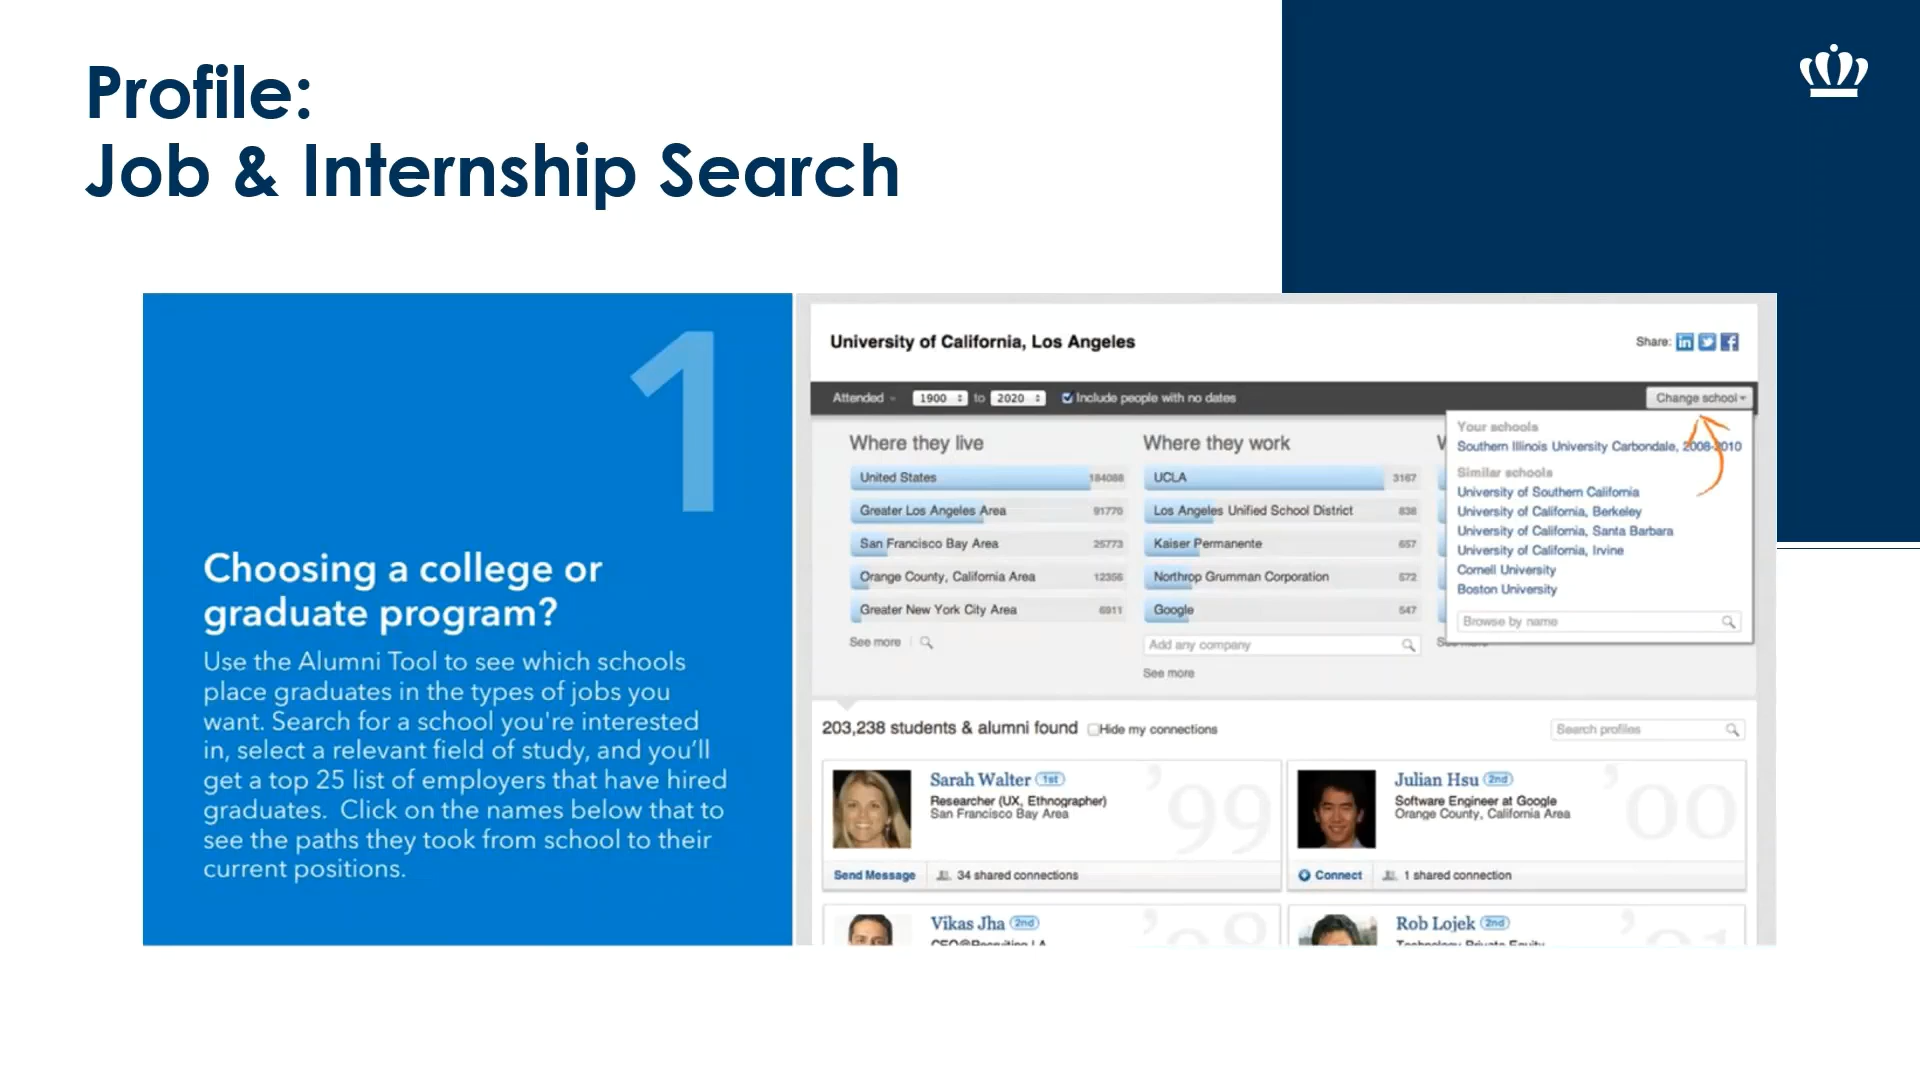 Profile:
Job & Internship Search
1
Choosing a college or
graduate program?
Use the Alumni Tool to see which schools
place graduates in the types of jobs you
want. Search for a school you're interested
in, select a relevant field of study, and you'll
get a top 25 list of employers that have hired
graduates. Click on the names below that to
see the paths they took from school to their
current positions.
University of California, Los Angeles
Share: in f
Attended 1900 to 2020 Include people with no dates
Change school
Your schools
Southern Illinois University Carbondale, 2006-2010
Similar schools
University of Southern California
University of California, Berkeley
University of California, Santa Barbara
University of California, Irvine
Cornell University
Boston University
Browse by name
Where they live
United States 184088
Greater Los Angeles Area 91770
San Francisco Bay Area 25773
Orange County, California Area 12356
Greater New York City Area 6911
See more
Where they work
UCLA 3167
Los Angeles Unified School District 838
Kaiser Permanente 657
Northrop Grumman Corporation 572
Google 547
Add any company
See more
203,238 students & alumni found Hide my connections
Search profiles
Sarah Walter 1st
Researcher (UX, Ethnographer)
San Francisco Bay Area
'99
Send Message 34 shared connections
Julian Hsu 2nd
Software Engineer at Google
Orange County, California Area
'00
Connect 1 shared connection
Vikas Jha 2nd
CEO@Recruiting LA
Rob Lojek 2nd
Technology Private Equity